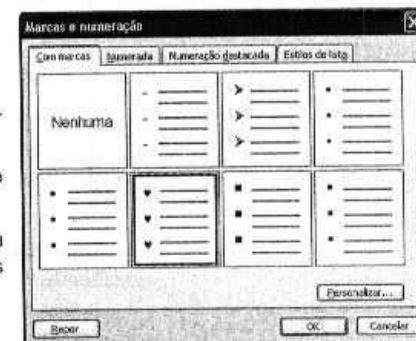 Marcas e numeração
Com marcas Numerada Numeração destacada Estilos de lista
Nenhuma
Personalizar...
Repor OK Cancelar